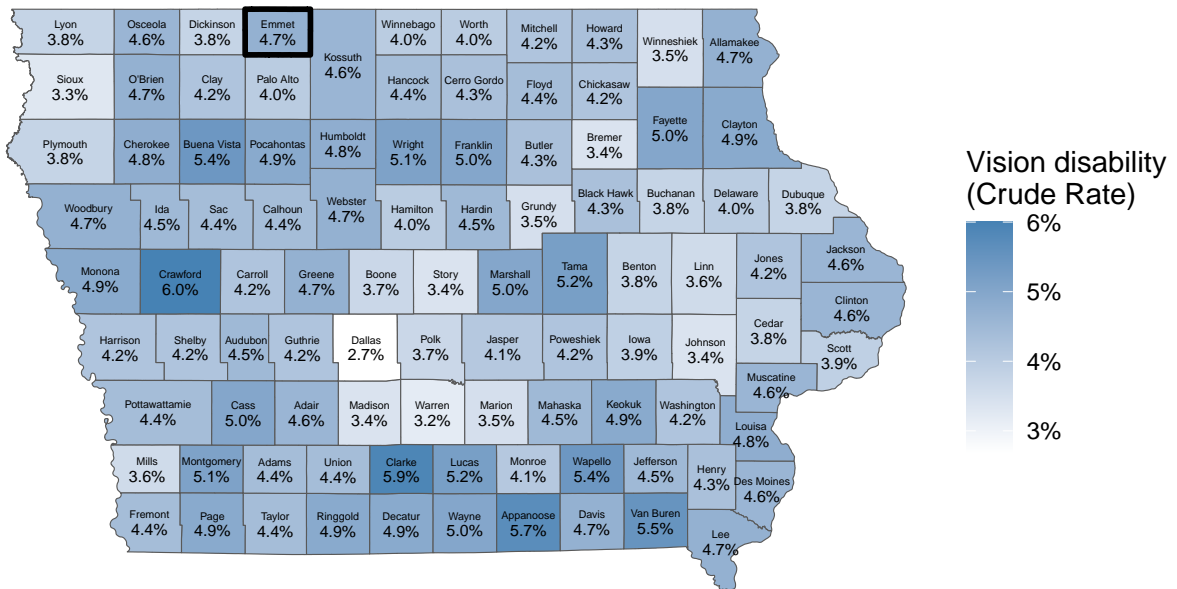 Lyon
3.8%
Osceola
4.6%
Dickinson
3.8%
Emmet
4.7%
Kossuth
4.6%
Winnebago
4.0%
Worth
4.0%
Mitchell
4.2%
Howard
4.3%
Winneshiek
3.5%
Allamakee
4.7%
Sioux
3.3%
O'Brien
4.7%
Clay
4.2%
Palo Alto
4.0%
Hancock
4.4%
Cerro Gordo
4.3%
Floyd
4.4%
Chickasaw
4.2%
Fayette
5.0%
Clayton
4.9%
Plymouth
3.8%
Cherokee
4.8%
Buena Vista
5.4%
Pocahontas
4.9%
Humboldt
4.8%
Wright
5.1%
Franklin
5.0%
Butler
4.3%
Bremer
3.4%
Woodbury
4.7%
Ida
4.5%
Sac
4.4%
Calhoun
4.4%
Webster
4.7%
Hamilton
4.0%
Hardin
4.5%
Grundy
3.5%
Black Hawk
4.3%
Buchanan
3.8%
Delaware
4.0%
Dubuque
3.8%
Monona
4.9%
Crawford
6.0%
Carroll
4.2%
Greene
4.7%
Boone
3.7%
Story
3.4%
Marshall
5.0%
Tama
5.2%
Benton
3.8%
Linn
3.6%
Jones
4.2%
Jackson
4.6%
Clinton
4.6%
Harrison
4.2%
Shelby
4.2%
Audubon
4.5%
Guthrie
4.2%
Dallas
2.7%
Polk
3.7%
Jasper
4.1%
Poweshiek
4.2%
Iowa
3.9%
Johnson
3.4%
Cedar
3.8%
Scott
3.9%
Muscatine
4.6%
Pottawattamie
4.4%
Cass
5.0%
Adair
4.6%
Madison
3.4%
Warren
3.2%
Marion
3.5%
Mahaska
4.5%
Keokuk
4.9%
Washington
4.2%
Louisa
4.8%
Mills
3.6%
Montgomery
5.1%
Adams
4.4%
Union
4.4%
Clarke
5.9%
Lucas
5.2%
Monroe
4.1%
Wapello
5.4%
Jefferson
4.5%
Henry
4.3%
Des Moines
4.6%
Fremont
4.4%
Page
4.9%
Taylor
4.4%
Ringgold
4.9%
Decatur
4.9%
Wayne
5.0%
Appanoose
5.7%
Davis
4.7%
Van Buren
5.5%
Lee
4.7%
Vision disability
(Crude Rate)
6%
5%
4%
3%